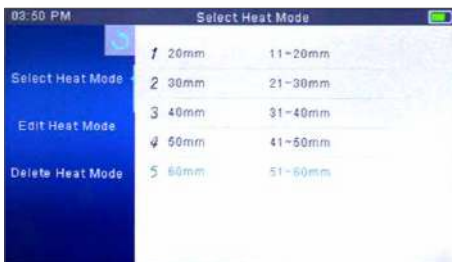 03:50 PM
Select Heat Mode
Select Heat Mode
Edit Heat Mode
Delete Heat Mode
1 20mm 11-20mm
2 30mm 21-30mm
3 40mm 31-40mm
4 50mm 41-50mm
5 60mm 51-60mm